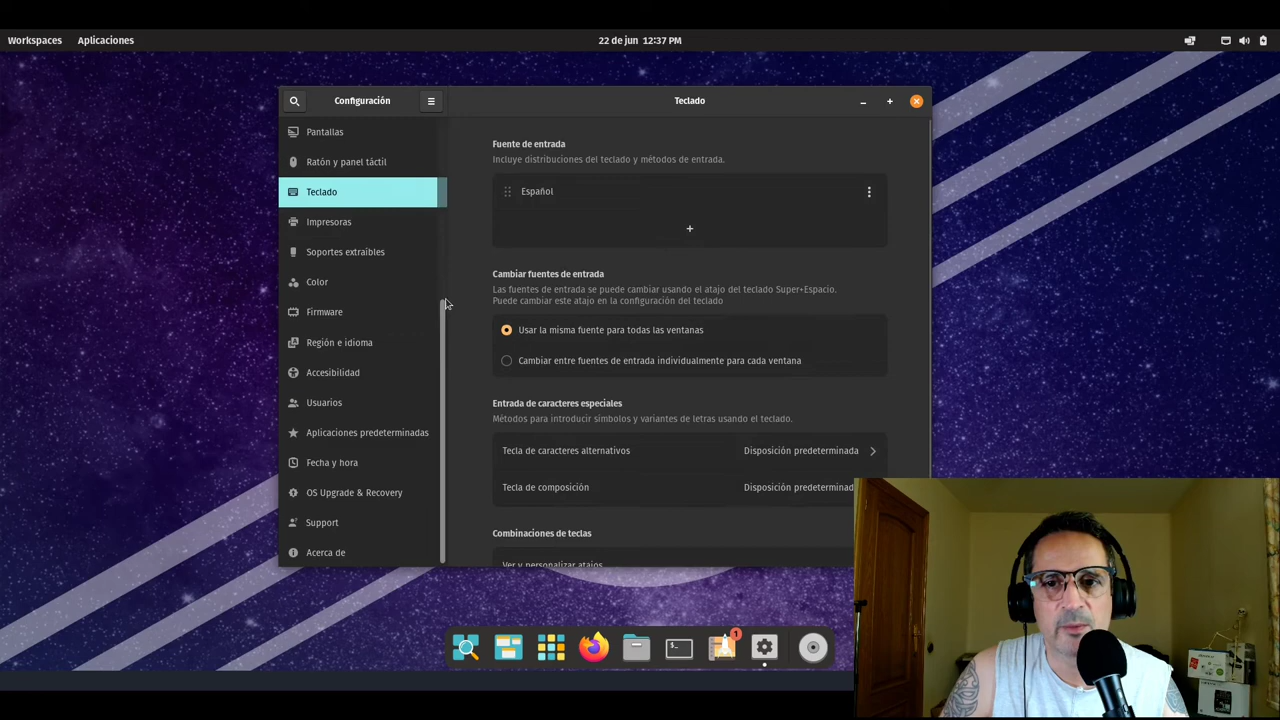 Workspaces Aplicaciones 22 de jun 12:37 PM
Configuración
Teclado
Pantallas
Ratón y panel táctil
Teclado
Impresoras
Soportes extraíbles
Color
Firmware
Región e idioma
Accesibilidad
Usuarios
Aplicaciones predeterminadas
Fecha y hora
OS Upgrade & Recovery
Support
Acerca de
Fuente de entrada
Incluye distribuciones del teclado y métodos de entrada.
Español
+
Cambiar fuentes de entrada
Las fuentes de entrada se puede cambiar usando el atajo del teclado Super+Espacio.
Puede cambiar este atajo en la configuración del teclado
Usar la misma fuente para todas las ventanas
Cambiar entre fuentes de entrada individualmente para cada ventana
Entrada de caracteres especiales
Métodos para introducir símbolos y variantes de letras usando el teclado.
Tecla de caracteres alternativos Disposición predeterminada
Tecla de composición Disposición predeterminad
Combinaciones de teclas
Ver y personalizar atajos
$_
1